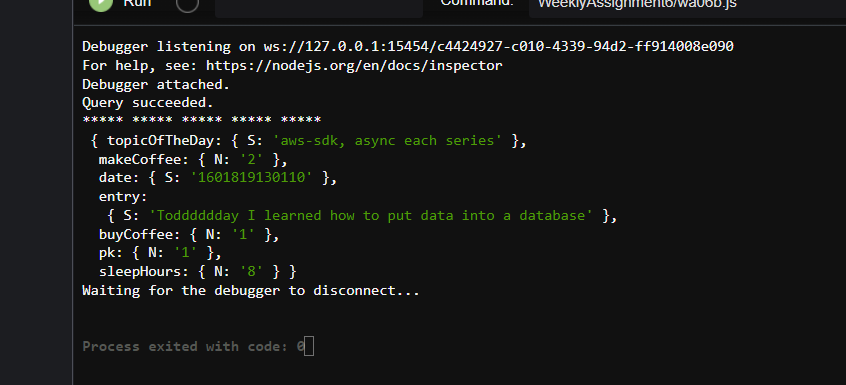 Run Command: WeeklyAssignment6/wa06b.js
Debugger listening on ws://127.0.0.1:15454/c4424927-c010-4339-94d2-ff914008e090
For help, see: https://nodejs.org/en/docs/inspector
Debugger attached.
Query succeeded.
***** ***** ***** ***** *****
{ topicOfTheDay: { S: 'aws-sdk, async each series' },
makeCoffee: { N: '2' },
date: { S: '1601819130110' },
entry:
{ S: 'Todddddday I learned how to put data into a database' },
buyCoffee: { N: '1' },
pk: { N: '1' },
sleepHours: { N: '8' } }
Waiting for the debugger to disconnect...
Process exited with code: 0